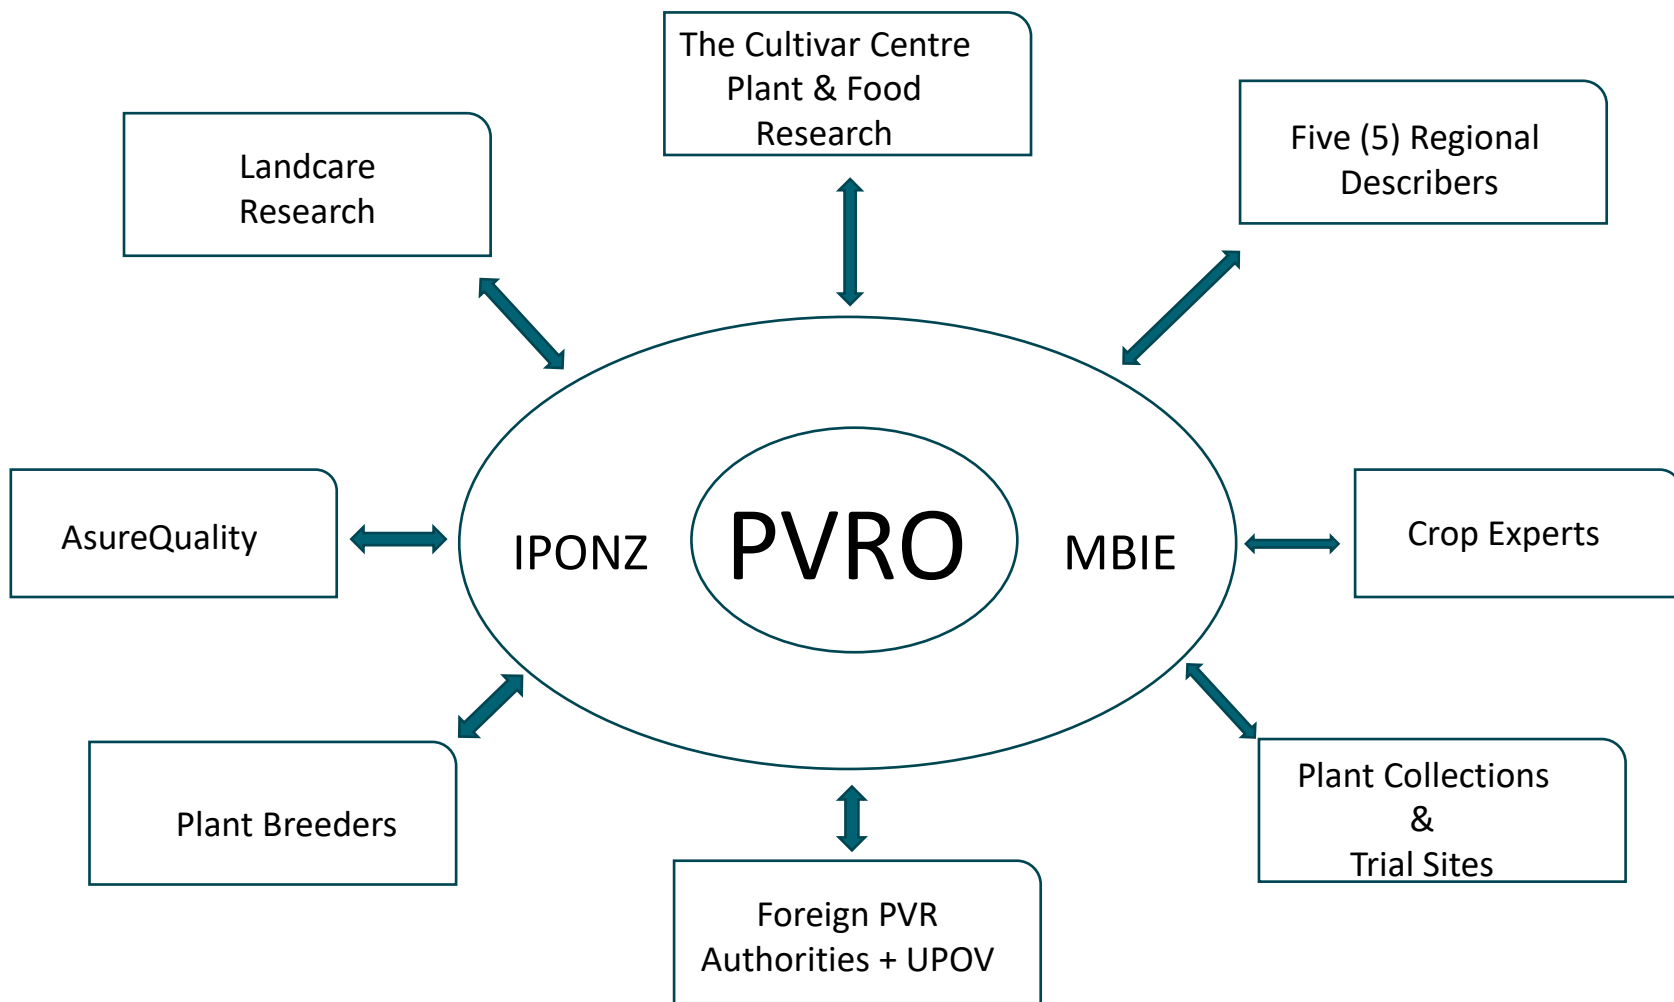 The Cultivar Centre
Plant & Food
Research
Five (5) Regional
Describers
Landcare
Research
AsureQuality
IPONZ
PVRO
MBIE
Crop Experts
Plant Breeders
Plant Collections
&
Trial Sites
Foreign PVR
Authorities + UPOV